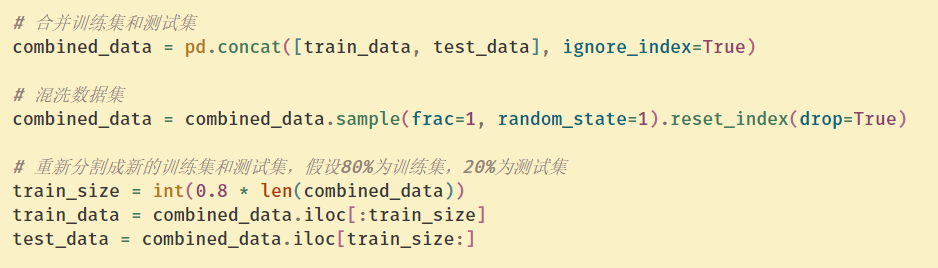 # 合并训练集和测试集
combined_data = pd.concat([train_data, test_data], ignore_index=True)
# 混洗数据集
combined_data = combined_data.sample(frac=1, random_state=1).reset_index(drop=True)
# 重新分割成新的训练集和测试集，假设80%为训练集，20%为测试集
train_size = int(0.8 * len(combined_data))
train_data = combined_data.iloc[:train_size]
test_data = combined_data.iloc[train_size:]